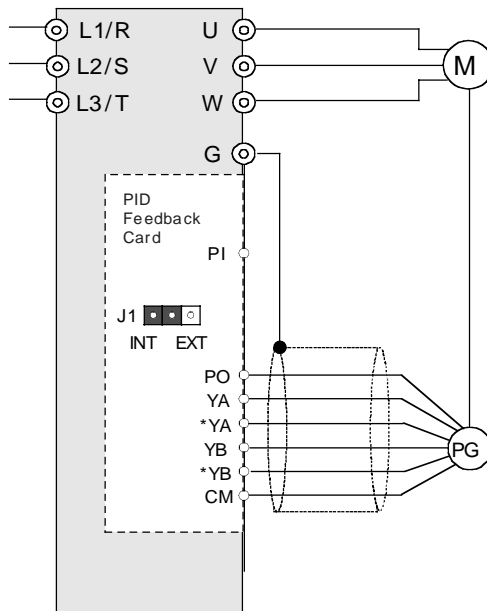 L1/R
U
L2/S
V
M
L3/T
W
G
PID
Feedback
Card
PI
J1
INT EXT
PO
YA
*YA
YB
PG
*YB
CM